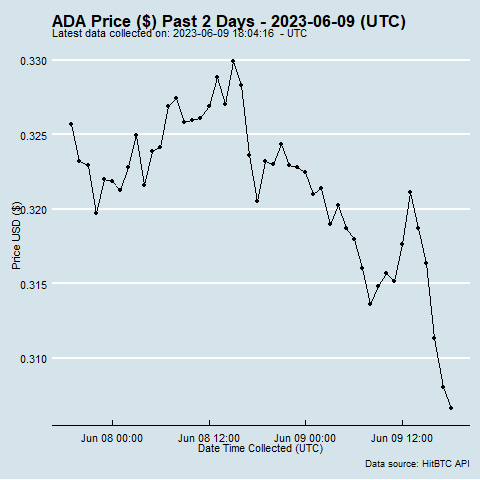 ADA Price ($) Past 2 Days - 2023-06-09 (UTC)
Latest data collected on: 2023-06-09 18:04:16  - UTC
0.330
0.325
0.320
0.315
0.310
Price USD ($)
Jun 08 00:00
Jun 08 12:00
Jun 09 00:00
Jun 09 12:00
Date Time Collected (UTC)
Data source: HitBTC API